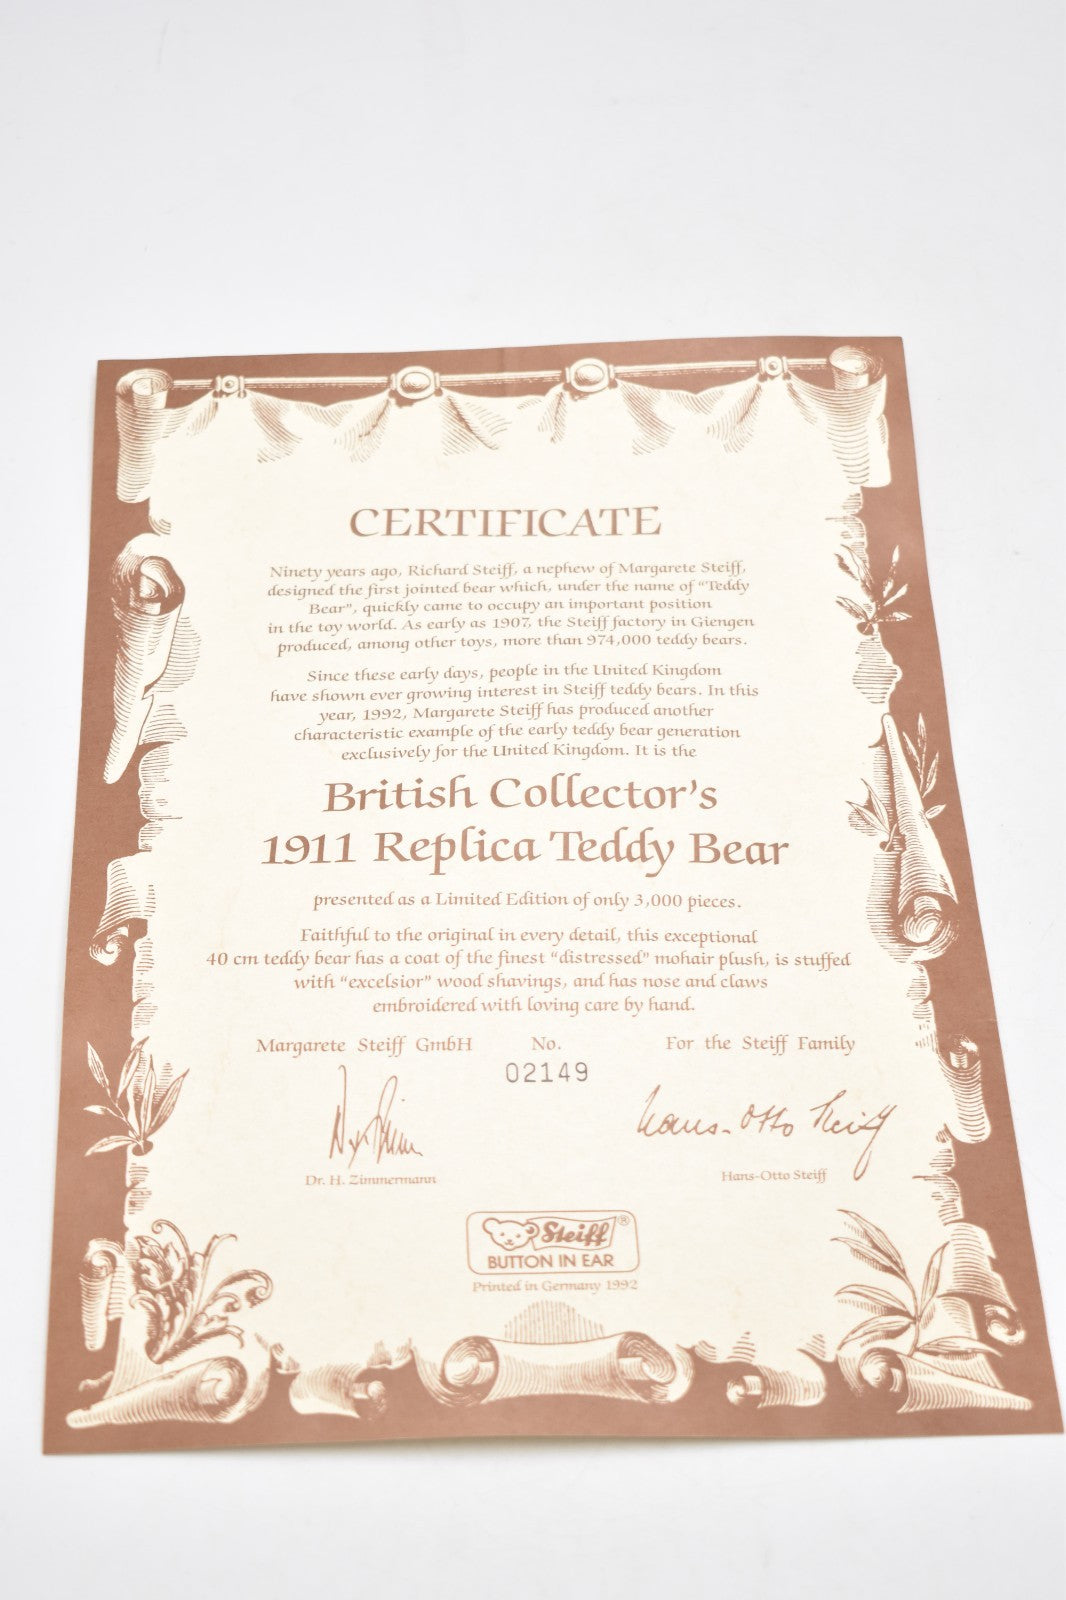 CERTIFICATE
Ninety years ago, Richard Steiff, a nephew of Margarete Steiff,
designed the first jointed bear which, under the name of "Teddy
Bear", quickly came to occupy an important position
in the toy world. As early as 1907, the Steiff factory in Giengen
produced, among other toys, more than 974,000 teddy bears.
Since these early days, people in the United Kingdom
have shown ever growing interest in Steiff teddy bears. In this
year, 1992, Margarete Steiff has produced another
characteristic example of the early teddy bear generation
exclusively for the United Kingdom. It is the
British Collector's
1911 Replica Teddy Bear
presented as a Limited Edition of only 3,000 pieces.
Faithful to the original in every detail, this exceptional
40 cm teddy bear has a coat of the finest "distressed" mohair plush, is stuffed
with "excelsior" wood shavings, and has nose and claws
embroidered with loving care by hand.
Margarete Steiff GmbH No. For the Steiff Family
02149
Hans-Otto Steiff
Dr. H. Zimmermann Hans-Otto Steiff
Steiff ®
BUTTON IN EAR
Printed in Germany 1992